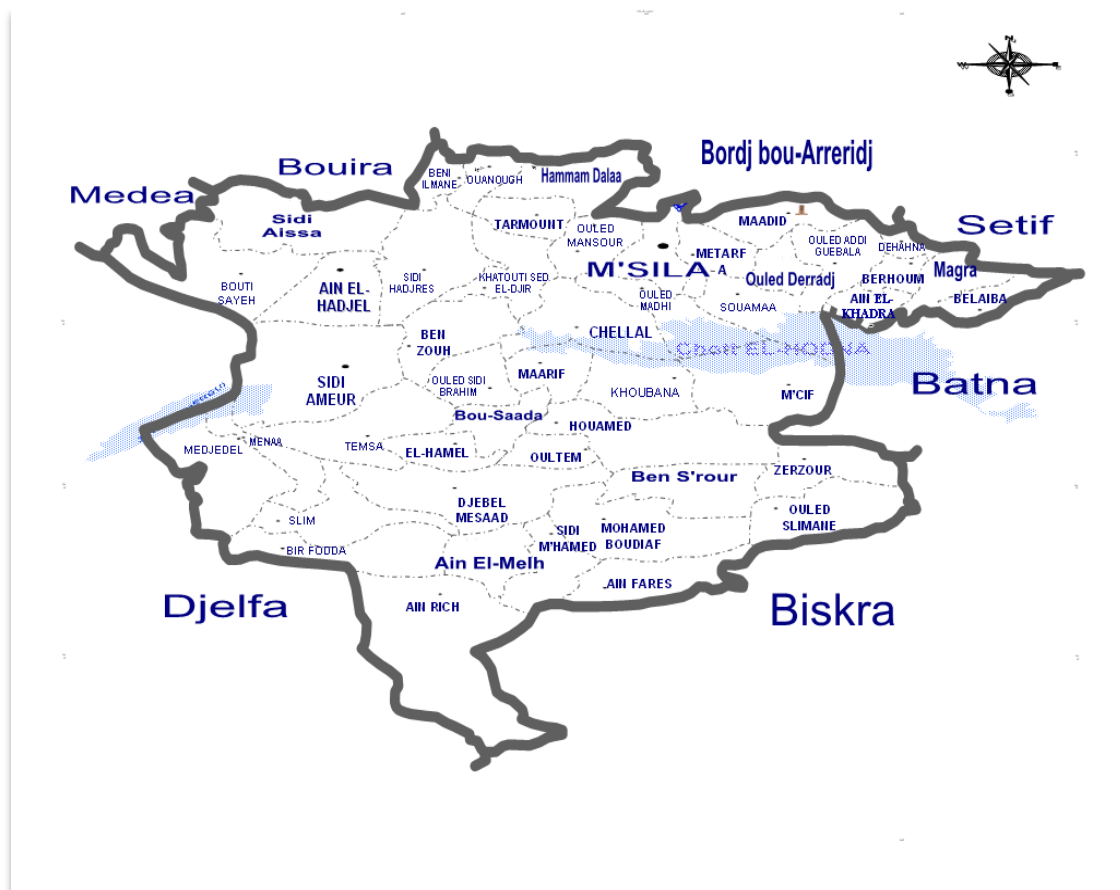 N
W
Bordj bou-Arreridj
Bouira
Medea
BENI
ILMANE
OUANOUGH
Hammam Dalaa
Sidi
Aissa
TARMOUNT
OULED
MANSOUR
MAADID
Setif
METARF
A
OULED ADDI
GUEBALA
DEHÂHNA
M'SILA
Ouled Derradj
BERHOUM
Magra
BOUTI
SAYEH
AIN EL-
HADJEL
SIDI
HADJRES
KHATOUTI SED
EL-DJIR
OULED
MADHI
SOUAMAA
AIN EL-
KHADRA
BELAIBA
BEN
ZOUH
CHELLAL
Chott EL-HODNA
SIDI
AMEUR
OULED SIDI
BRAHIM
MAARIF
KHOUBANA
M'CIF
Batna
Bou-Saada
HOUAMED
MEDJEDEL
MENAA
TEMSA
EL-HAMEL
OULTEM
Ben S'rour
ZERZOUR
DJEBEL
MESAAD
SLIM
SIDI
M'HAMED
MOHAMED
BOUDIAF
OULED
SLIMANE
BIR FODDA
Ain El-Melh
AIN FARES
Djelfa
AIN RICH
Biskra